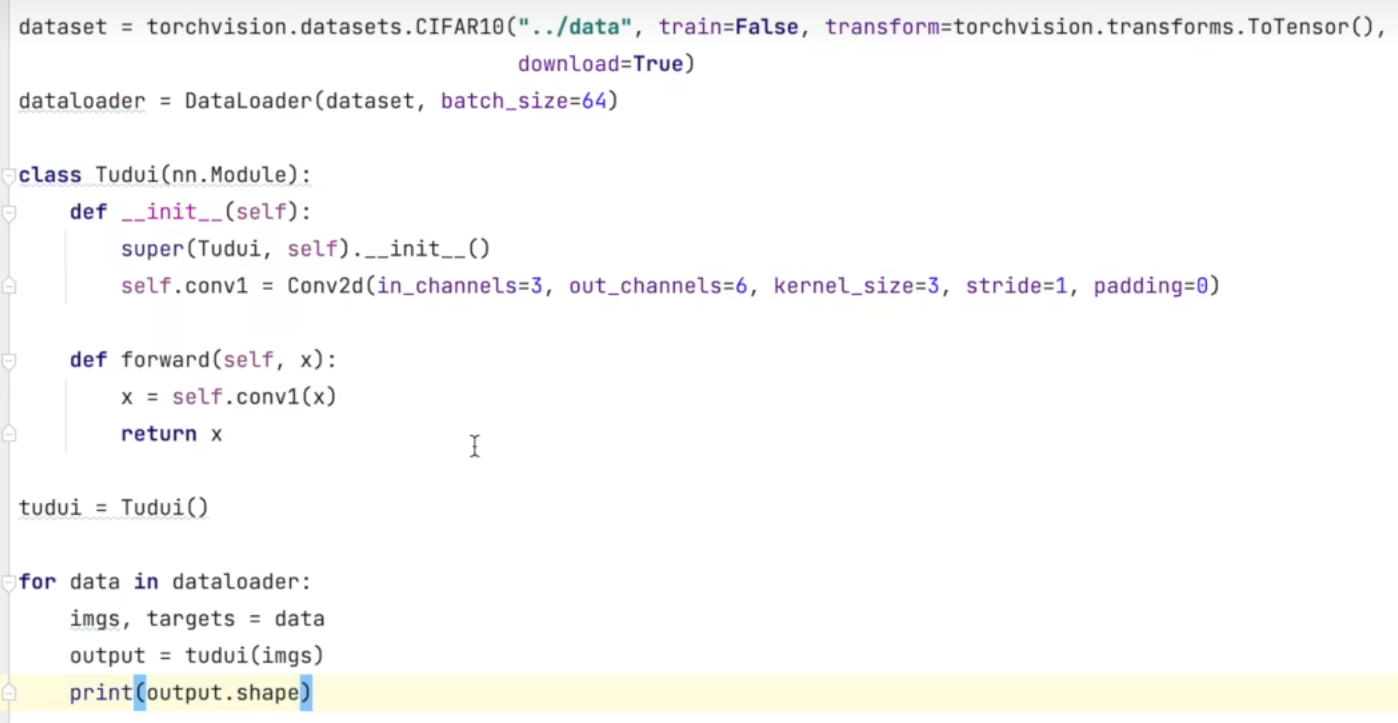 dataset = torchvision.datasets.CIFAR10("../data", train=False, transform=torchvision.transforms.ToTensor(),
                                       download=True)
dataloader = DataLoader(dataset, batch_size=64)

class Tudui(nn.Module):
    def __init__(self):
        super(Tudui, self).__init__()
        self.conv1 = Conv2d(in_channels=3, out_channels=6, kernel_size=3, stride=1, padding=0)

    def forward(self, x):
        x = self.conv1(x)
        return x

tudui = Tudui()

for data in dataloader:
    imgs, targets = data
    output = tudui(imgs)
    print(output.shape)